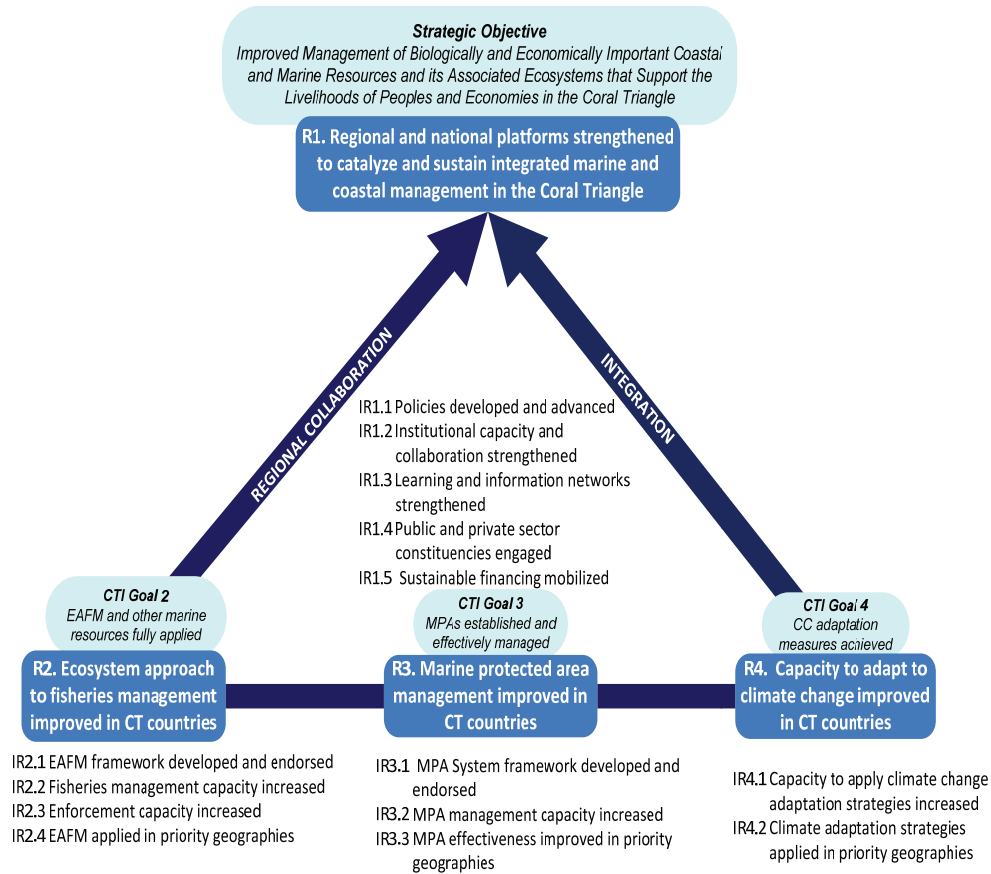 Strategic Objective
Improved Management of Biologically and Economically Important Coastal
and Marine Resources and its Associated Ecosystems that Support the
Livelihoods of Peoples and Economies in the Coral Triangle
R1. Regional and national platforms strengthened
to catalyze and sustain integrated marine and
coastal management in the Coral Triangle
REGIONAL COLLABORATION
INTEGRATION
IR1.1 Policies developed and advanced
IR1.2 Institutional capacity and
collaboration strengthened
IR1.3 Learning and information networks
strengthened
IR1.4 Public and private sector
constituencies engaged
IR1.5 Sustainable financing mobilized
CTI Goal 2
EAFM and other marine
resources fully applied
R2. Ecosystem approach
to fisheries management
improved in CT countries
IR2.1 EAFM framework developed and endorsed
IR2.2 Fisheries management capacity increased
IR2.3 Enforcement capacity increased
IR2.4 EAFM applied in priority geographies
CTI Goal 3
MPAs established and
effectively managed
R3. Marine protected area
management improved in
CT countries
IR3.1 MPA System framework developed and
endorsed
IR3.2 MPA management capacity increased
IR3.3 MPA effectiveness improved in priority
geographies
CTI Goal 4
CC adaptation
measures achieved
R4. Capacity to adapt to
climate change improved
in CT countries
IR4.1 Capacity to apply climate change
adaptation strategies increased
IR4.2 Climate adaptation strategies
applied in priority geographies